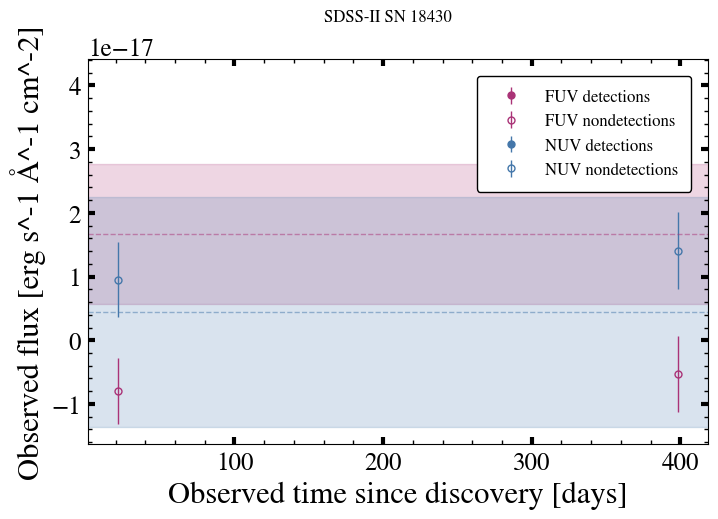 SDSS-II SN 18430
1e−17
FUV detections
FUV nondetections
NUV detections
NUV nondetections
4
3
2
1
0
−1
100
200
300
400
Observed flux [erg s^-1 Å^-1 cm^-2]
Observed time since discovery [days]